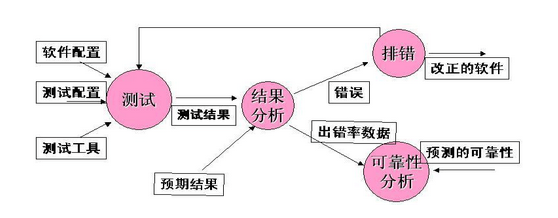 软件配置
测试配置
测试工具
测试
测试结果
预期结果
结果
分析
错误
排错
改正的软件
出错率数据
可靠性
分析
预测的可靠性